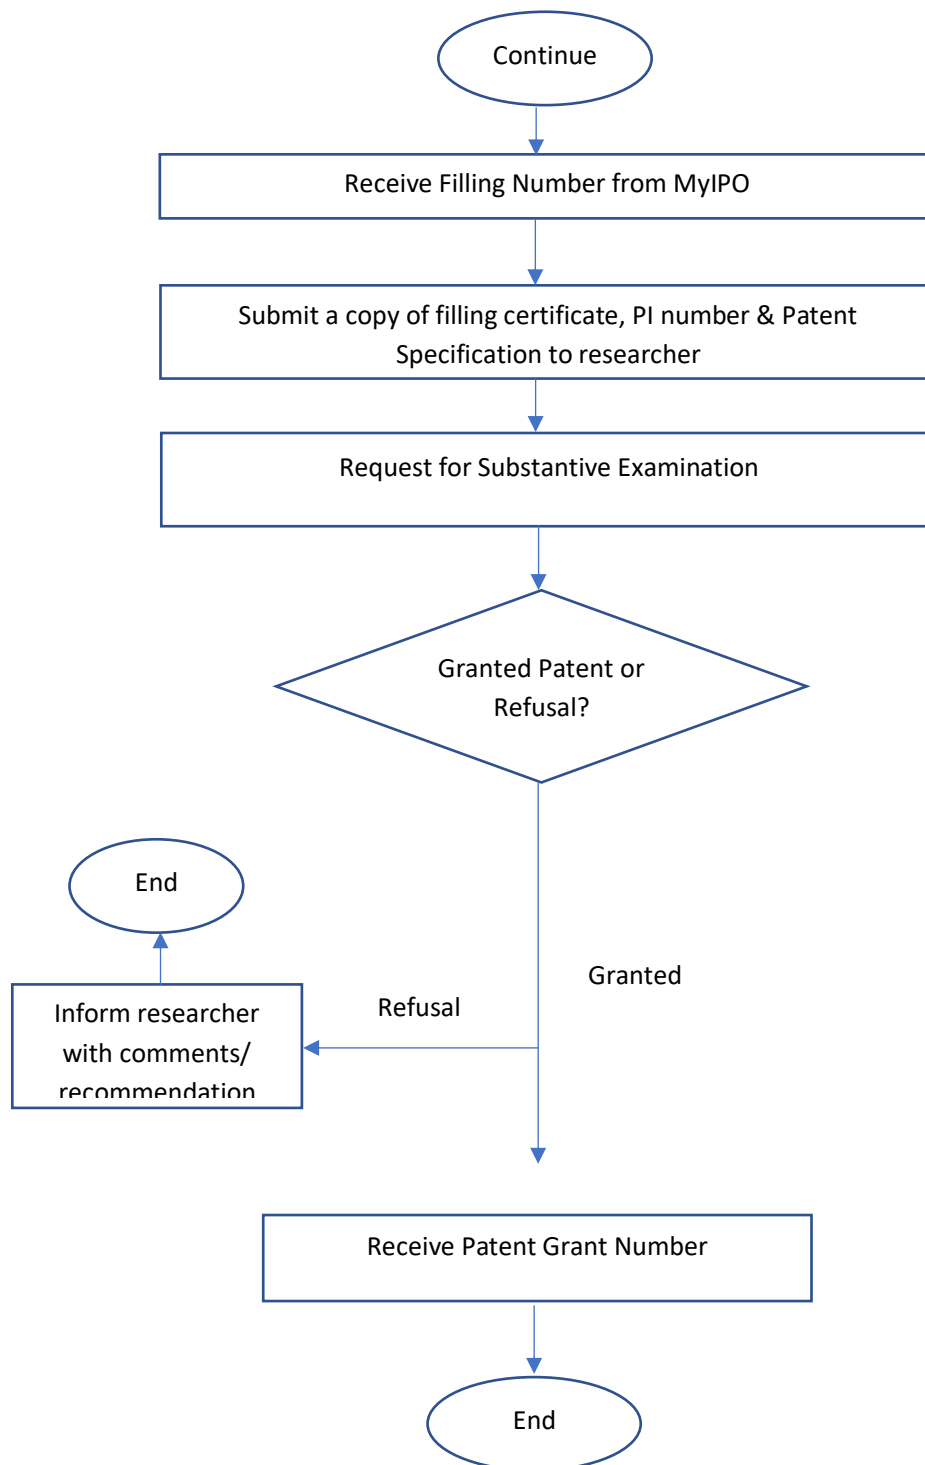 Continue
Receive Filling Number from MyIPO
Submit a copy of filling certificate, PI number & Patent
Specification to researcher
Request for Substantive Examination
Granted Patent or
Refusal?
End
Granted
Refusal
Inform researcher
with comments/
recommendation
Receive Patent Grant Number
End